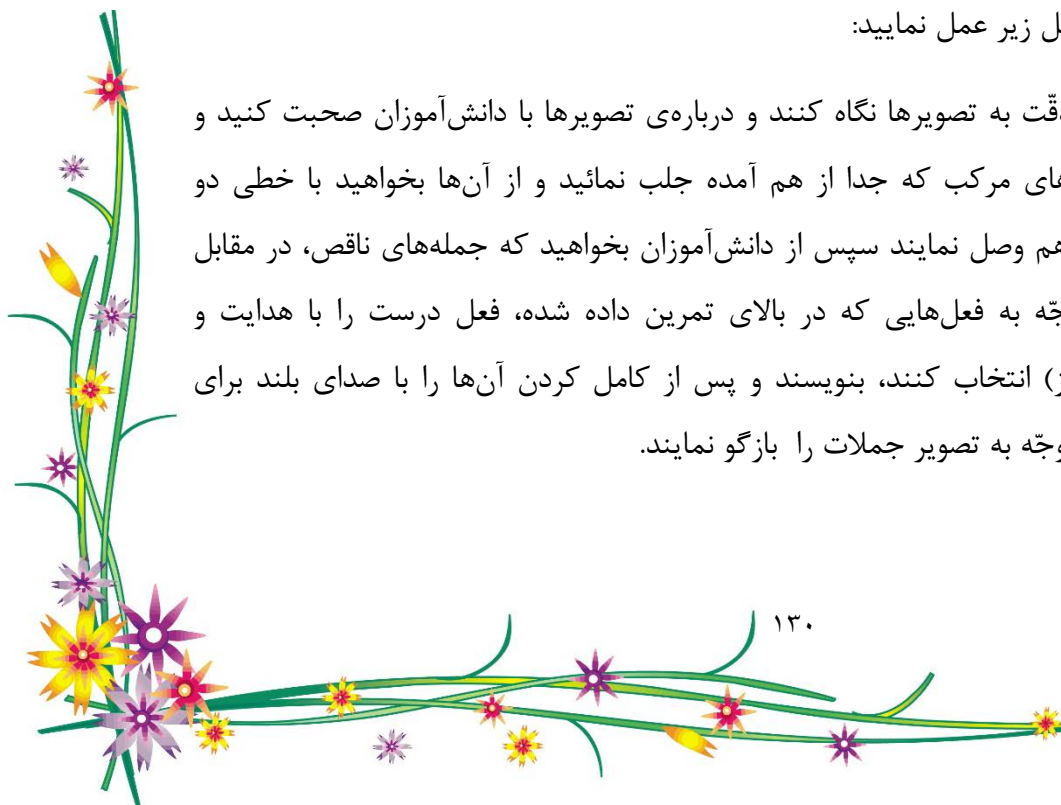 زیر عمل نمایید:
به تصویرها نگاه کنند و درباره‌ی تصویرها با دانش‌آموزان صحبت کنید و
مرکب که جدا از هم آمده جلب نمائید و از آن‌ها بخواهید با خطی دو
هم وصل نمایند سپس از دانش‌آموزان بخواهید که جمله‌های ناقص، در مقابل
به فعل‌هایی که در بالای تمرین داده شده، فعل درست را با هدایت و
انتخاب کنند، بنویسند و پس از کامل کردن آن‌ها را با صدای بلند برای
به تصویر جملات را بازگو نمایند.
۱۳۰